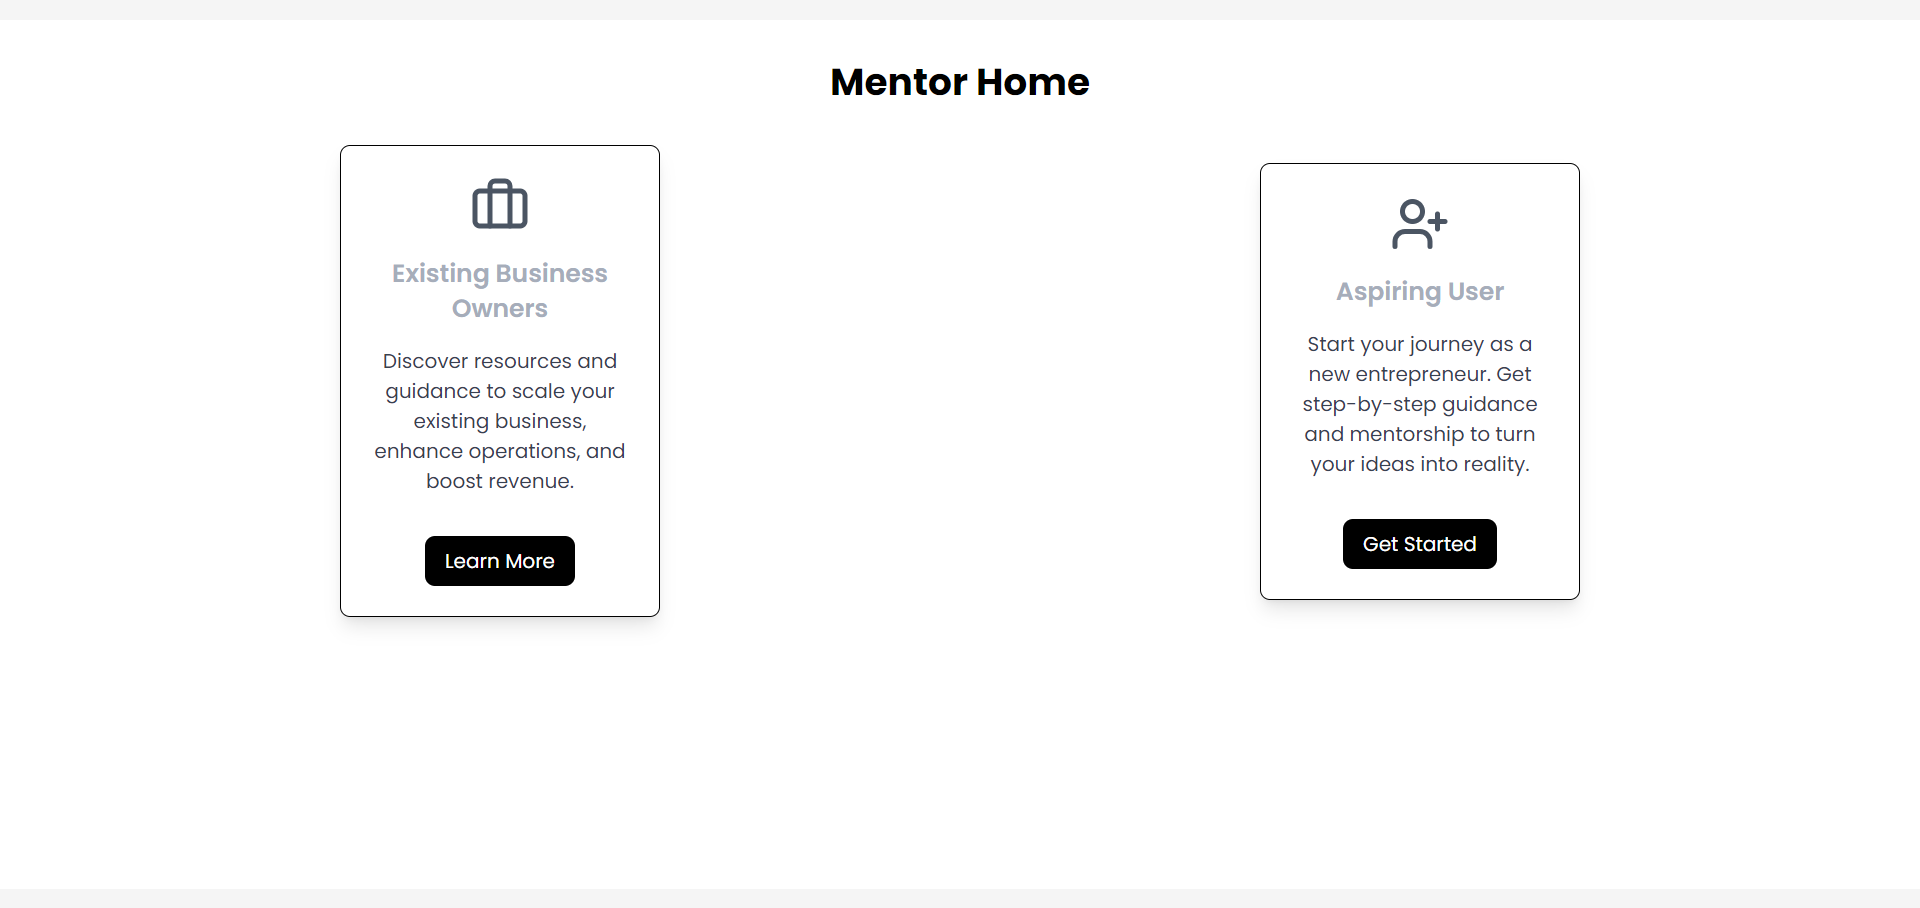 Mentor Home
Existing Business
Owners
Discover resources and
guidance to scale your
existing business,
enhance operations, and
boost revenue.
Learn More
Aspiring User
Start your journey as a
new entrepreneur. Get
step-by-step guidance
and mentorship to turn
your ideas into reality.
Get Started